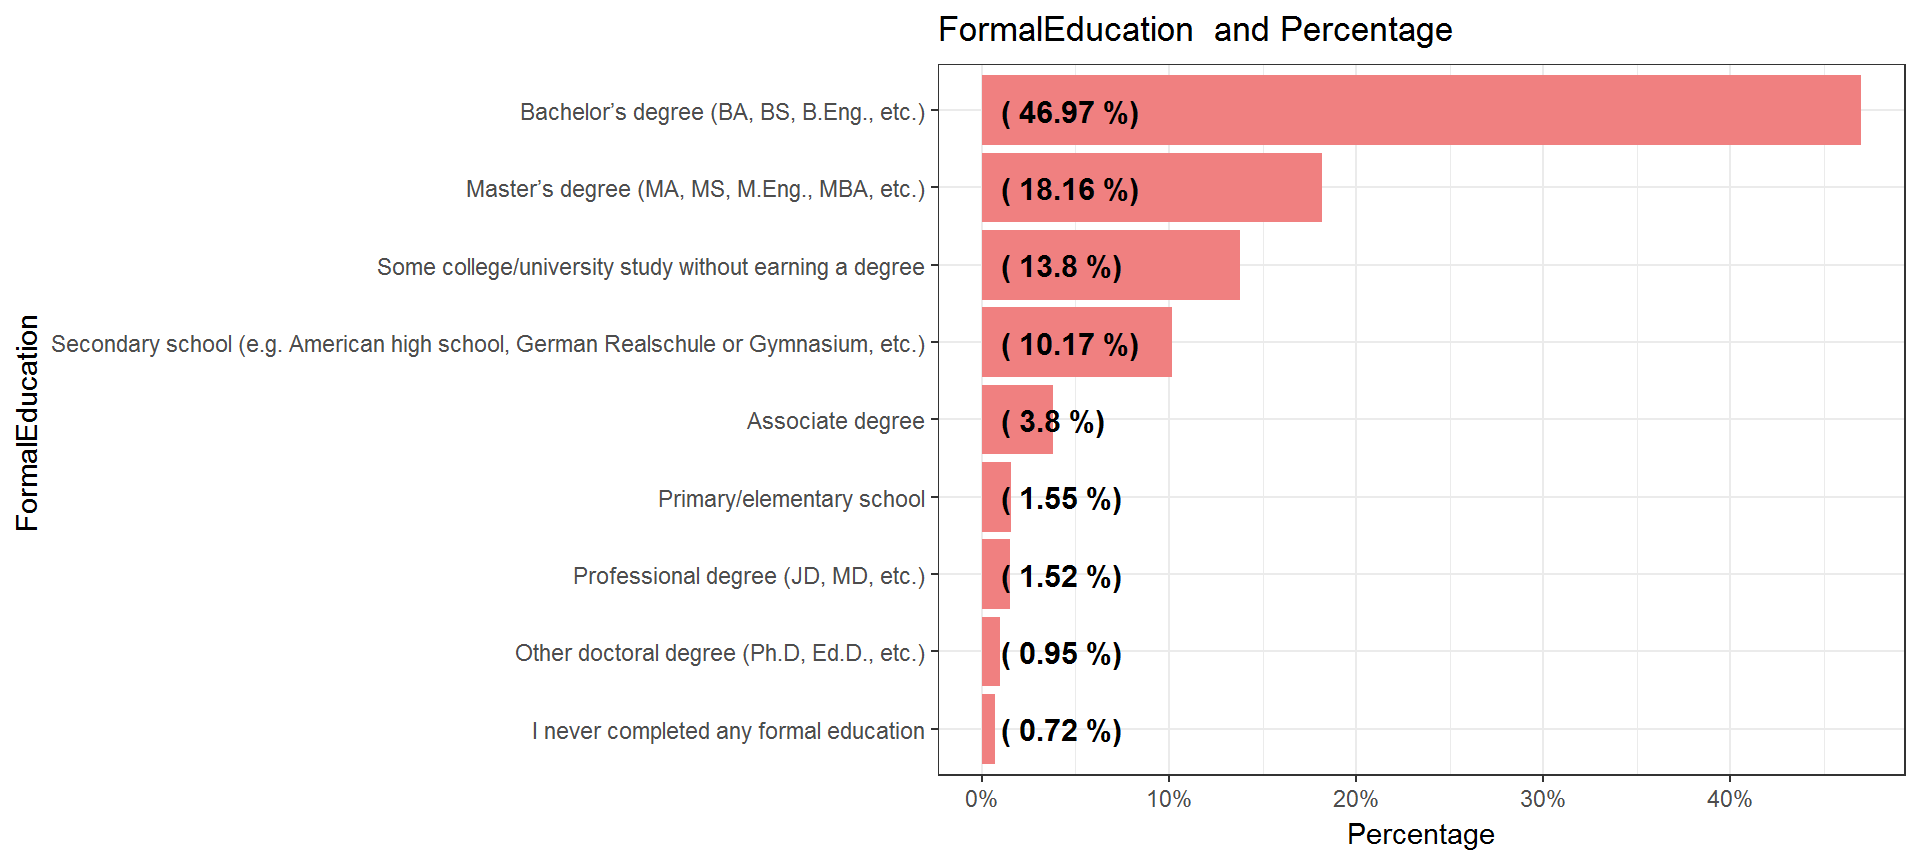 FormalEducation  and Percentage
Bachelor’s degree (BA, BS, B.Eng., etc.) ( 46.97 %)
Master’s degree (MA, MS, M.Eng., MBA, etc.) ( 18.16 %)
Some college/university study without earning a degree ( 13.8 %)
Secondary school (e.g. American high school, German Realschule or Gymnasium, etc.) ( 10.17 %)
Associate degree ( 3.8 %)
Primary/elementary school ( 1.55 %)
Professional degree (JD, MD, etc.) ( 1.52 %)
Other doctoral degree (Ph.D, Ed.D., etc.) ( 0.95 %)
I never completed any formal education ( 0.72 %)
FormalEducation
0% 10% 20% 30% 40%
Percentage